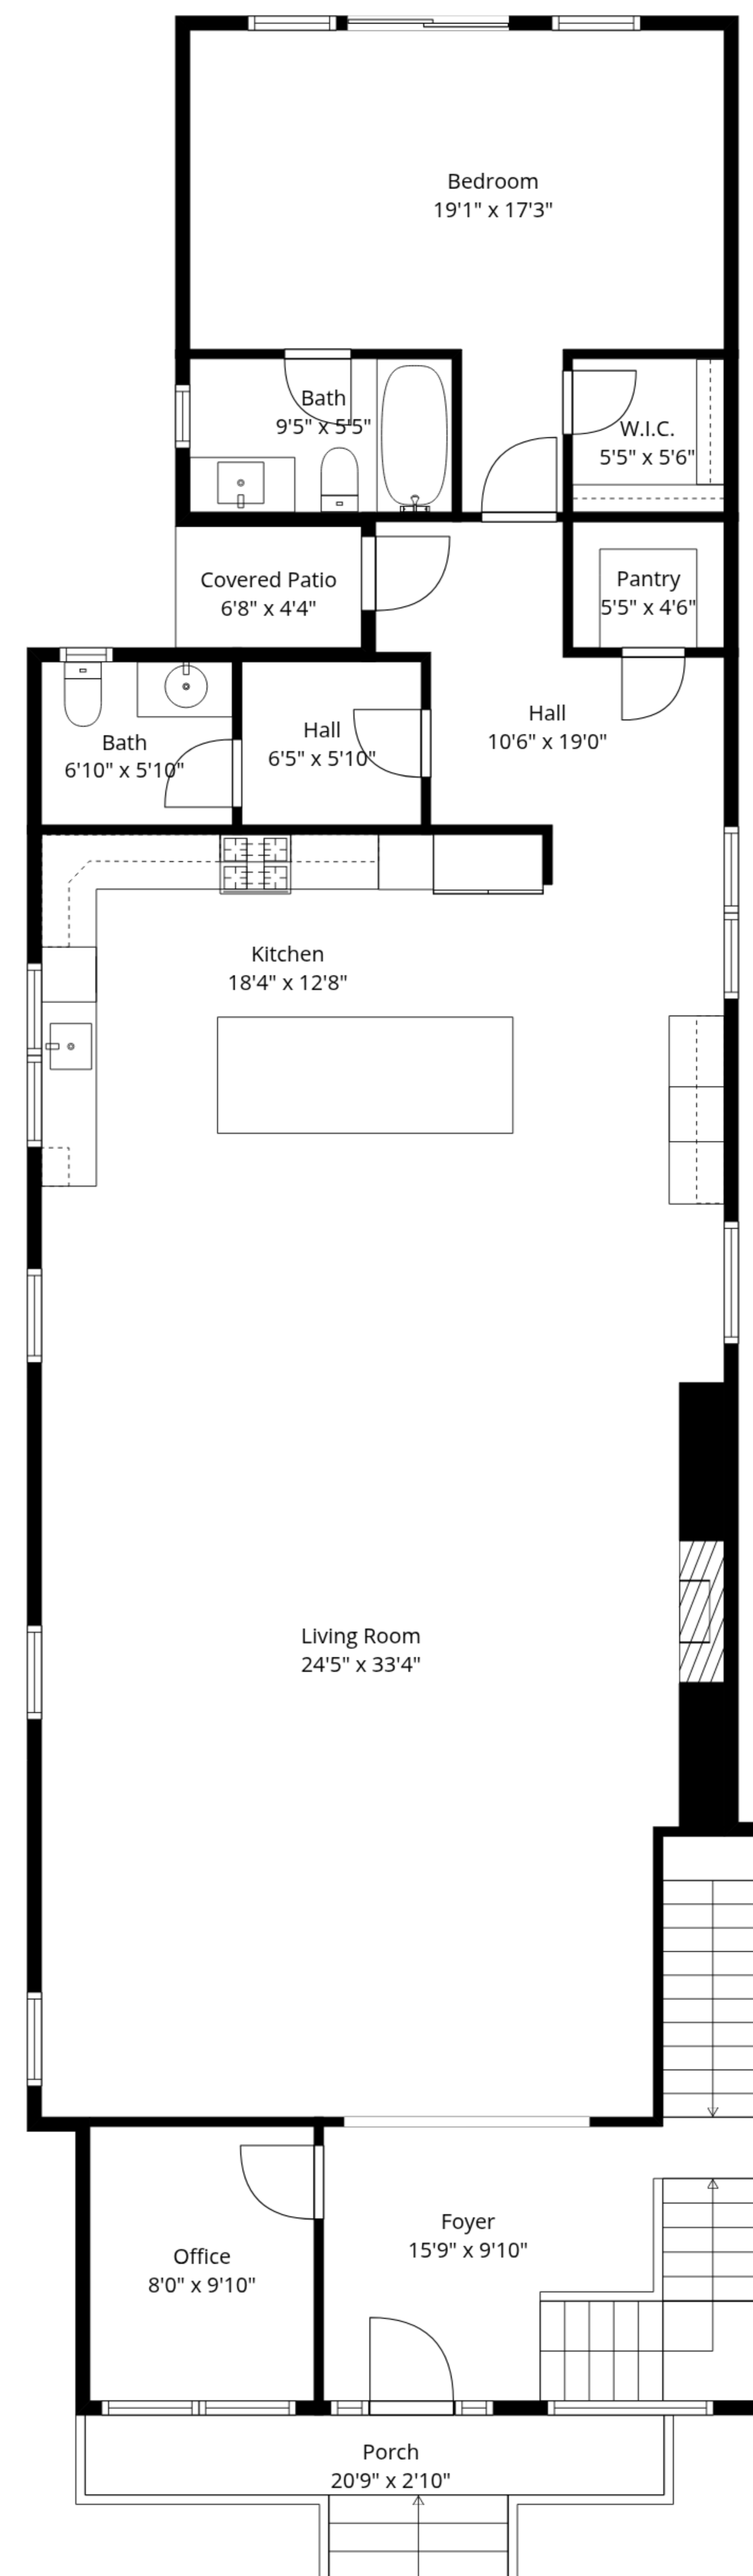 Bedroom
19'1" x 17'3"
Bath
9'5" x 5'5"
W.I.C.
5'5" x 5'6"
Covered Patio
6'8" x 4'4"
Pantry
5'5" x 4'6"
Hall
10'6" x 19'0"
Hall
6'5" x 5'10"
Bath
6'10" x 5'10"
Kitchen
18'4" x 12'8"
Living Room
24'5" x 33'4"
Foyer
15'9" x 9'10"
Office
8'0" x 9'10"
Porch
20'9" x 2'10"